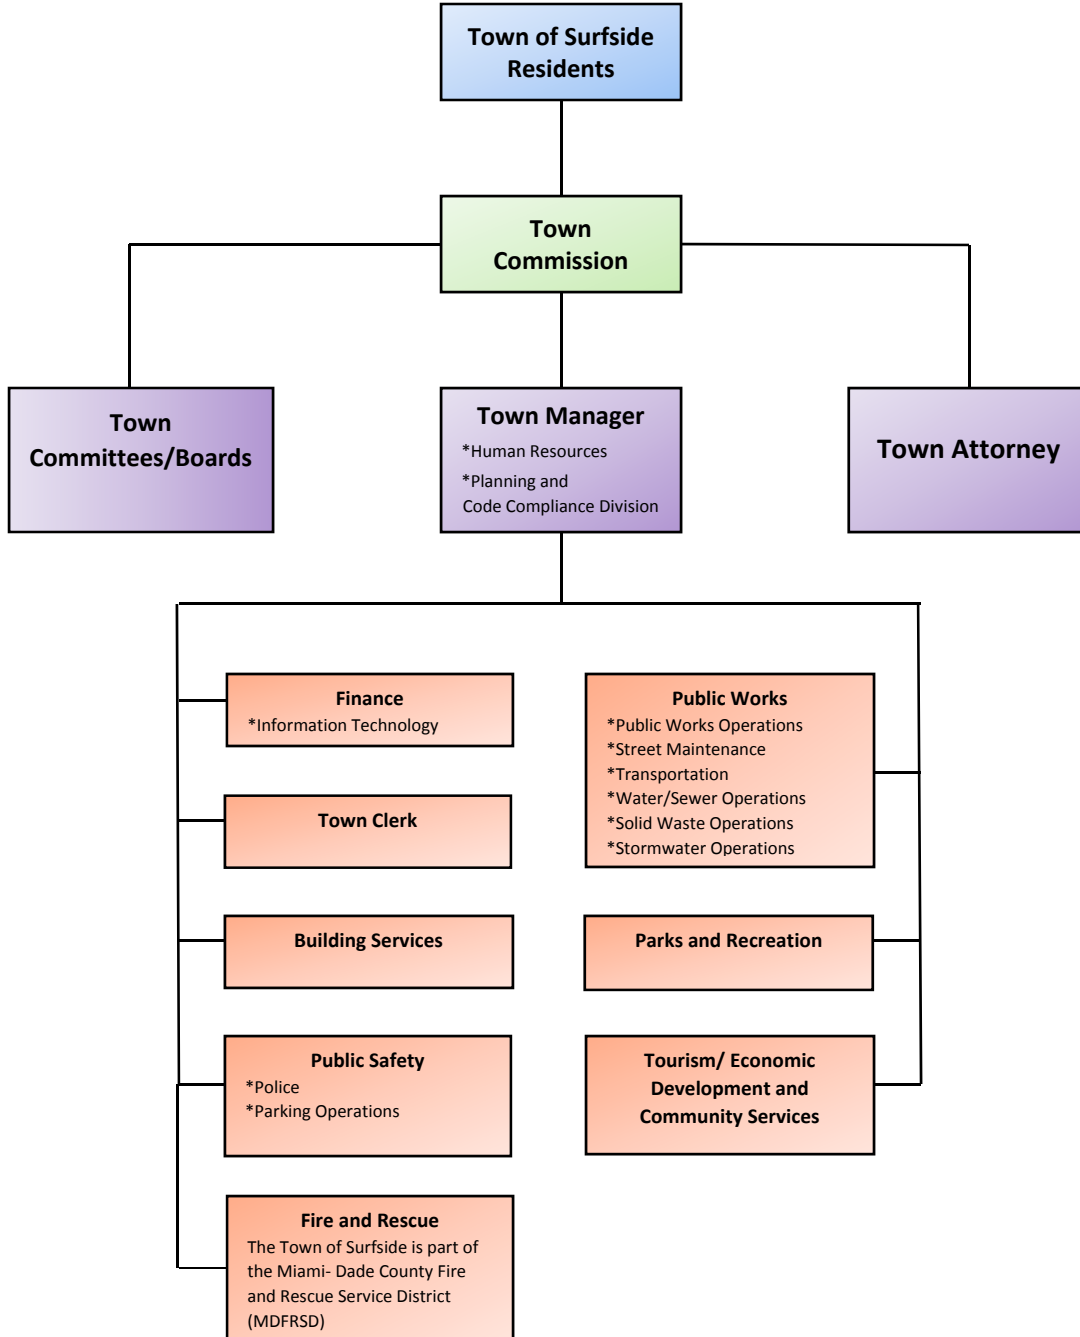 Town of Surfside
Residents
Town
Commission
Town
Committees/Boards
Town Manager
*Human Resources
*Planning and
Code Compliance Division
Town Attorney
Finance
*Information Technology
Town Clerk
Building Services
Public Safety
*Police
*Parking Operations
Fire and Rescue
The Town of Surfside is part of
the Miami- Dade County Fire
and Rescue Service District
(MDFRSD)
Public Works
*Public Works Operations
*Street Maintenance
*Transportation
*Water/Sewer Operations
*Solid Waste Operations
*Stormwater Operations
Parks and Recreation
Tourism/ Economic
Development and
Community Services